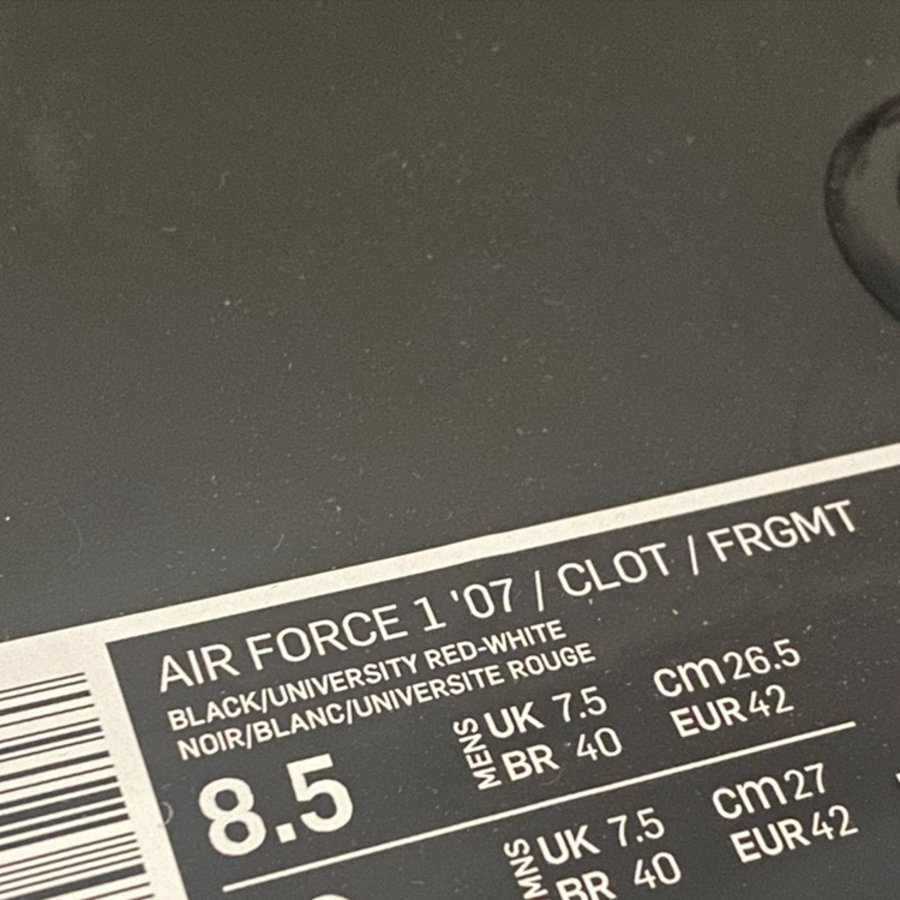 AIR FORCE 1 '07 / CLOT / FRGMT
BLACK/UNIVERSITY RED-WHITE
NOIR/BLANC/UNIVERSITE ROUGE
8.5
MENS
UK 7.5
cm 26.5
BR 40
EUR 42
MNS
UK 7.5
cm 27
BR 40
EUR 42